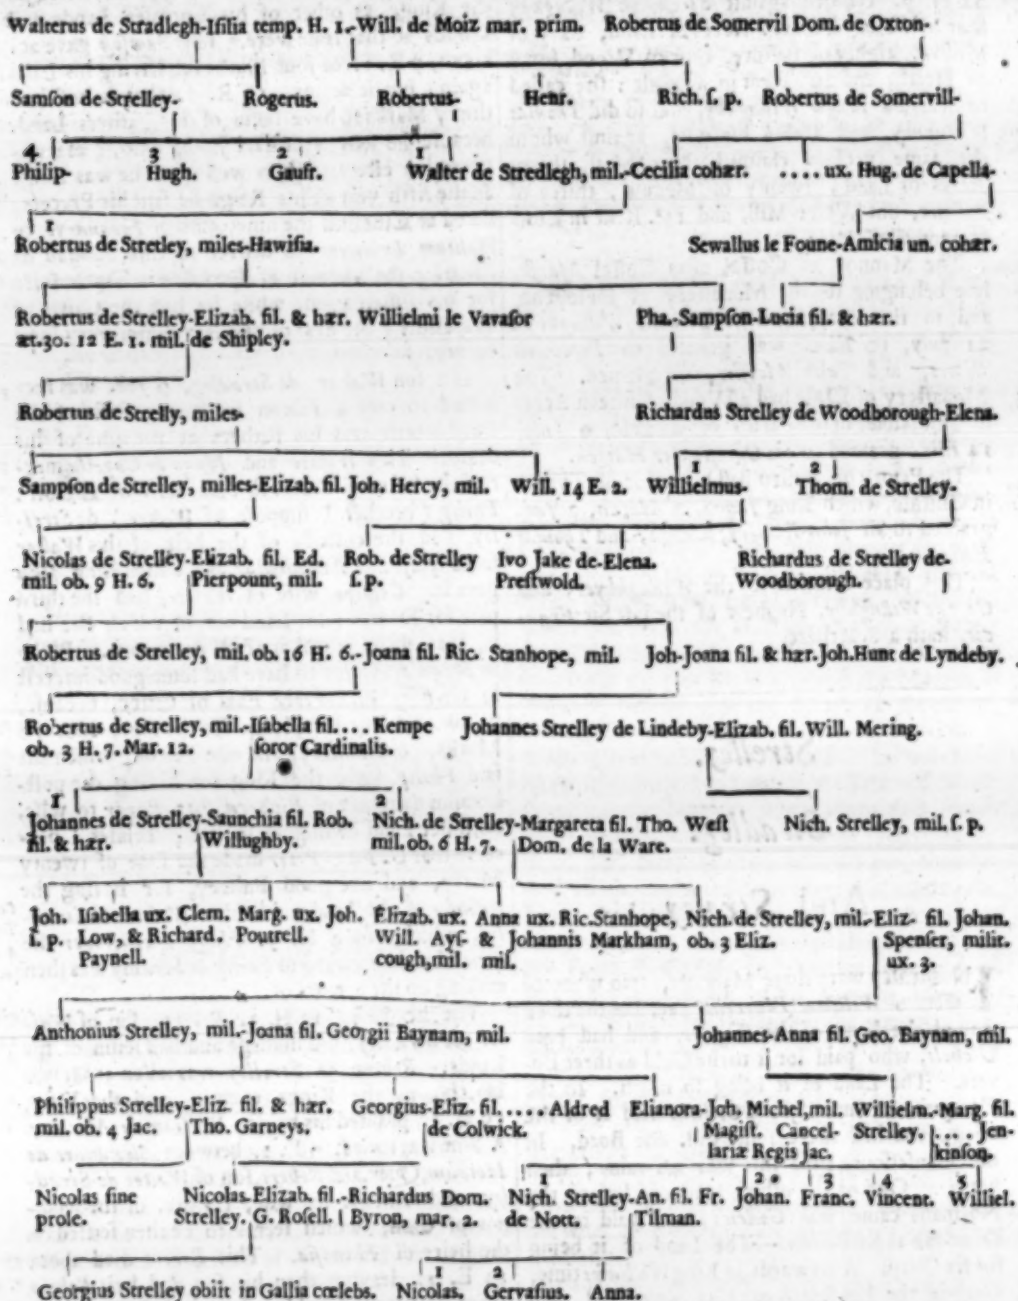 Walterus de Stradlegh-Isilia temp. H. 1.-Will. de Moiz mar. prim. Robertus de Somervil Dom. de Oxton-
Samſon de Strelley- Rogerus. Robertus- Henr. Rich. ſ. p. Robertus de Somervill-
4 3 2 1
Philip- Hugh. Gaufr. Walter de Stredlegh, mil.-Cecilia cohær. .... ux. Hug. de Capella-
1
Robertus de Stretley, miles-Hawiſia. Sewallus le Foune-Amicia un. cohær.
Robertus de Strelley-Elizab. fil. & hær. Willielmi le Vavaſor Pha.-Sampſon-Lucia fil. & hær.
æt. 30. 12 E. 1. mil. de Shipley.
Robertus de Strelly, miles- Richardus Strelley de Woodborough-Elena.
1 2
Sampſon de Strelley, milles-Elizab. fil. Joh. Hercy, mil. Will. 14 E. 2. Willielmus. Thom. de Strelley-
Nicolas de Strelley-Elizab. fil. Ed. Rob. de Strelley Ivo Jake de-Elena. Richardus de Strelley de-
mil. ob. 9 H. 6. Pierpount, mil. ſ. p. Preſtwold. Woodborough.
Robertus de Strelley, mil. ob. 16 H. 6.-Joana fil. Ric. Stanhope, mil. Joh-Joana fil. & hær. Joh. Hunt de Lyndeby.
Robertus de Strelley, mil.-Iſabella fil.... Kempe Johannes Strelley de Lindeby-Elizab. fil. Will. Mering.
ob. 3 H. 7. Mar. 12. ſoror Cardinalis.
1 2
Johannes de Strelley-Saunchia fil. Rob. Nich. de Strelley-Margareta fil. Tho. Weſt Nich. Strelley, mil. ſ. p.
fil. & hær. Willughby. mil. ob. 6 H. 7. Dom. de la Ware.
Joh. Iſabella ux. Clem. Marg. ux. Joh. Elizab. ux. Anna ux. Ric. Stanhope, Nich. de Strelley, mil.-Eliz. fil. Johan.
ſ. p. Low, & Richard. Poutrell. Will. Ayſ- & Johannis Markham, ob. 3 Eliz. Spenſer, milit.
Paynell. cough, mil. mil. ux. 3.
Anthonius Strelley, mil.-Joana fil. Georgii Baynam, mil. Johannes-Anna fil. Geo. Baynam, mil.
Philippus Strelley-Eliz. fil. & hær. Georgius-Eliz. fil. .... Aldred Elianora-Joh. Michel, mil. Willielm.-Marg. fil.
mil. ob. 4 Jac. Tho. Garneys. de Colwick. Magiſt. Cancel- Strelley. .... Jen-
lariæ Regis Jac. kinſon.
1 2 3 4 5
Nicolas ſine Nicolas-Elizab. fil.-Richardus Dom. Nich. Strelley-An. fil. Fr. Johan. Franc. Vincent. Williel.
prole. Strelley. G. Roſell. Byron, mar. 2. de Nott. Tilman.
1 2
Georgius Strelley obiit in Gallia cœlebs. Nicolas. Gervaſius. Anna.